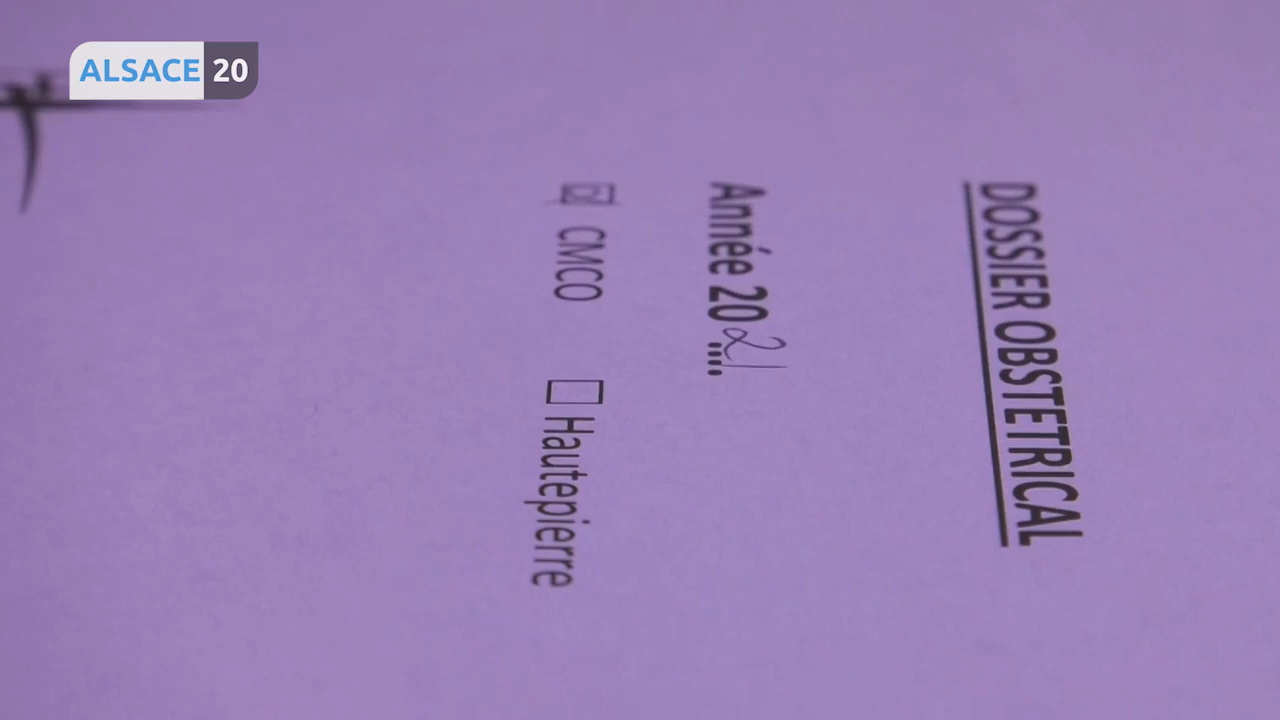 ALSACE 20
DOSSIER OBSTETRICAL
Année 2021
CMCO Hautepierre